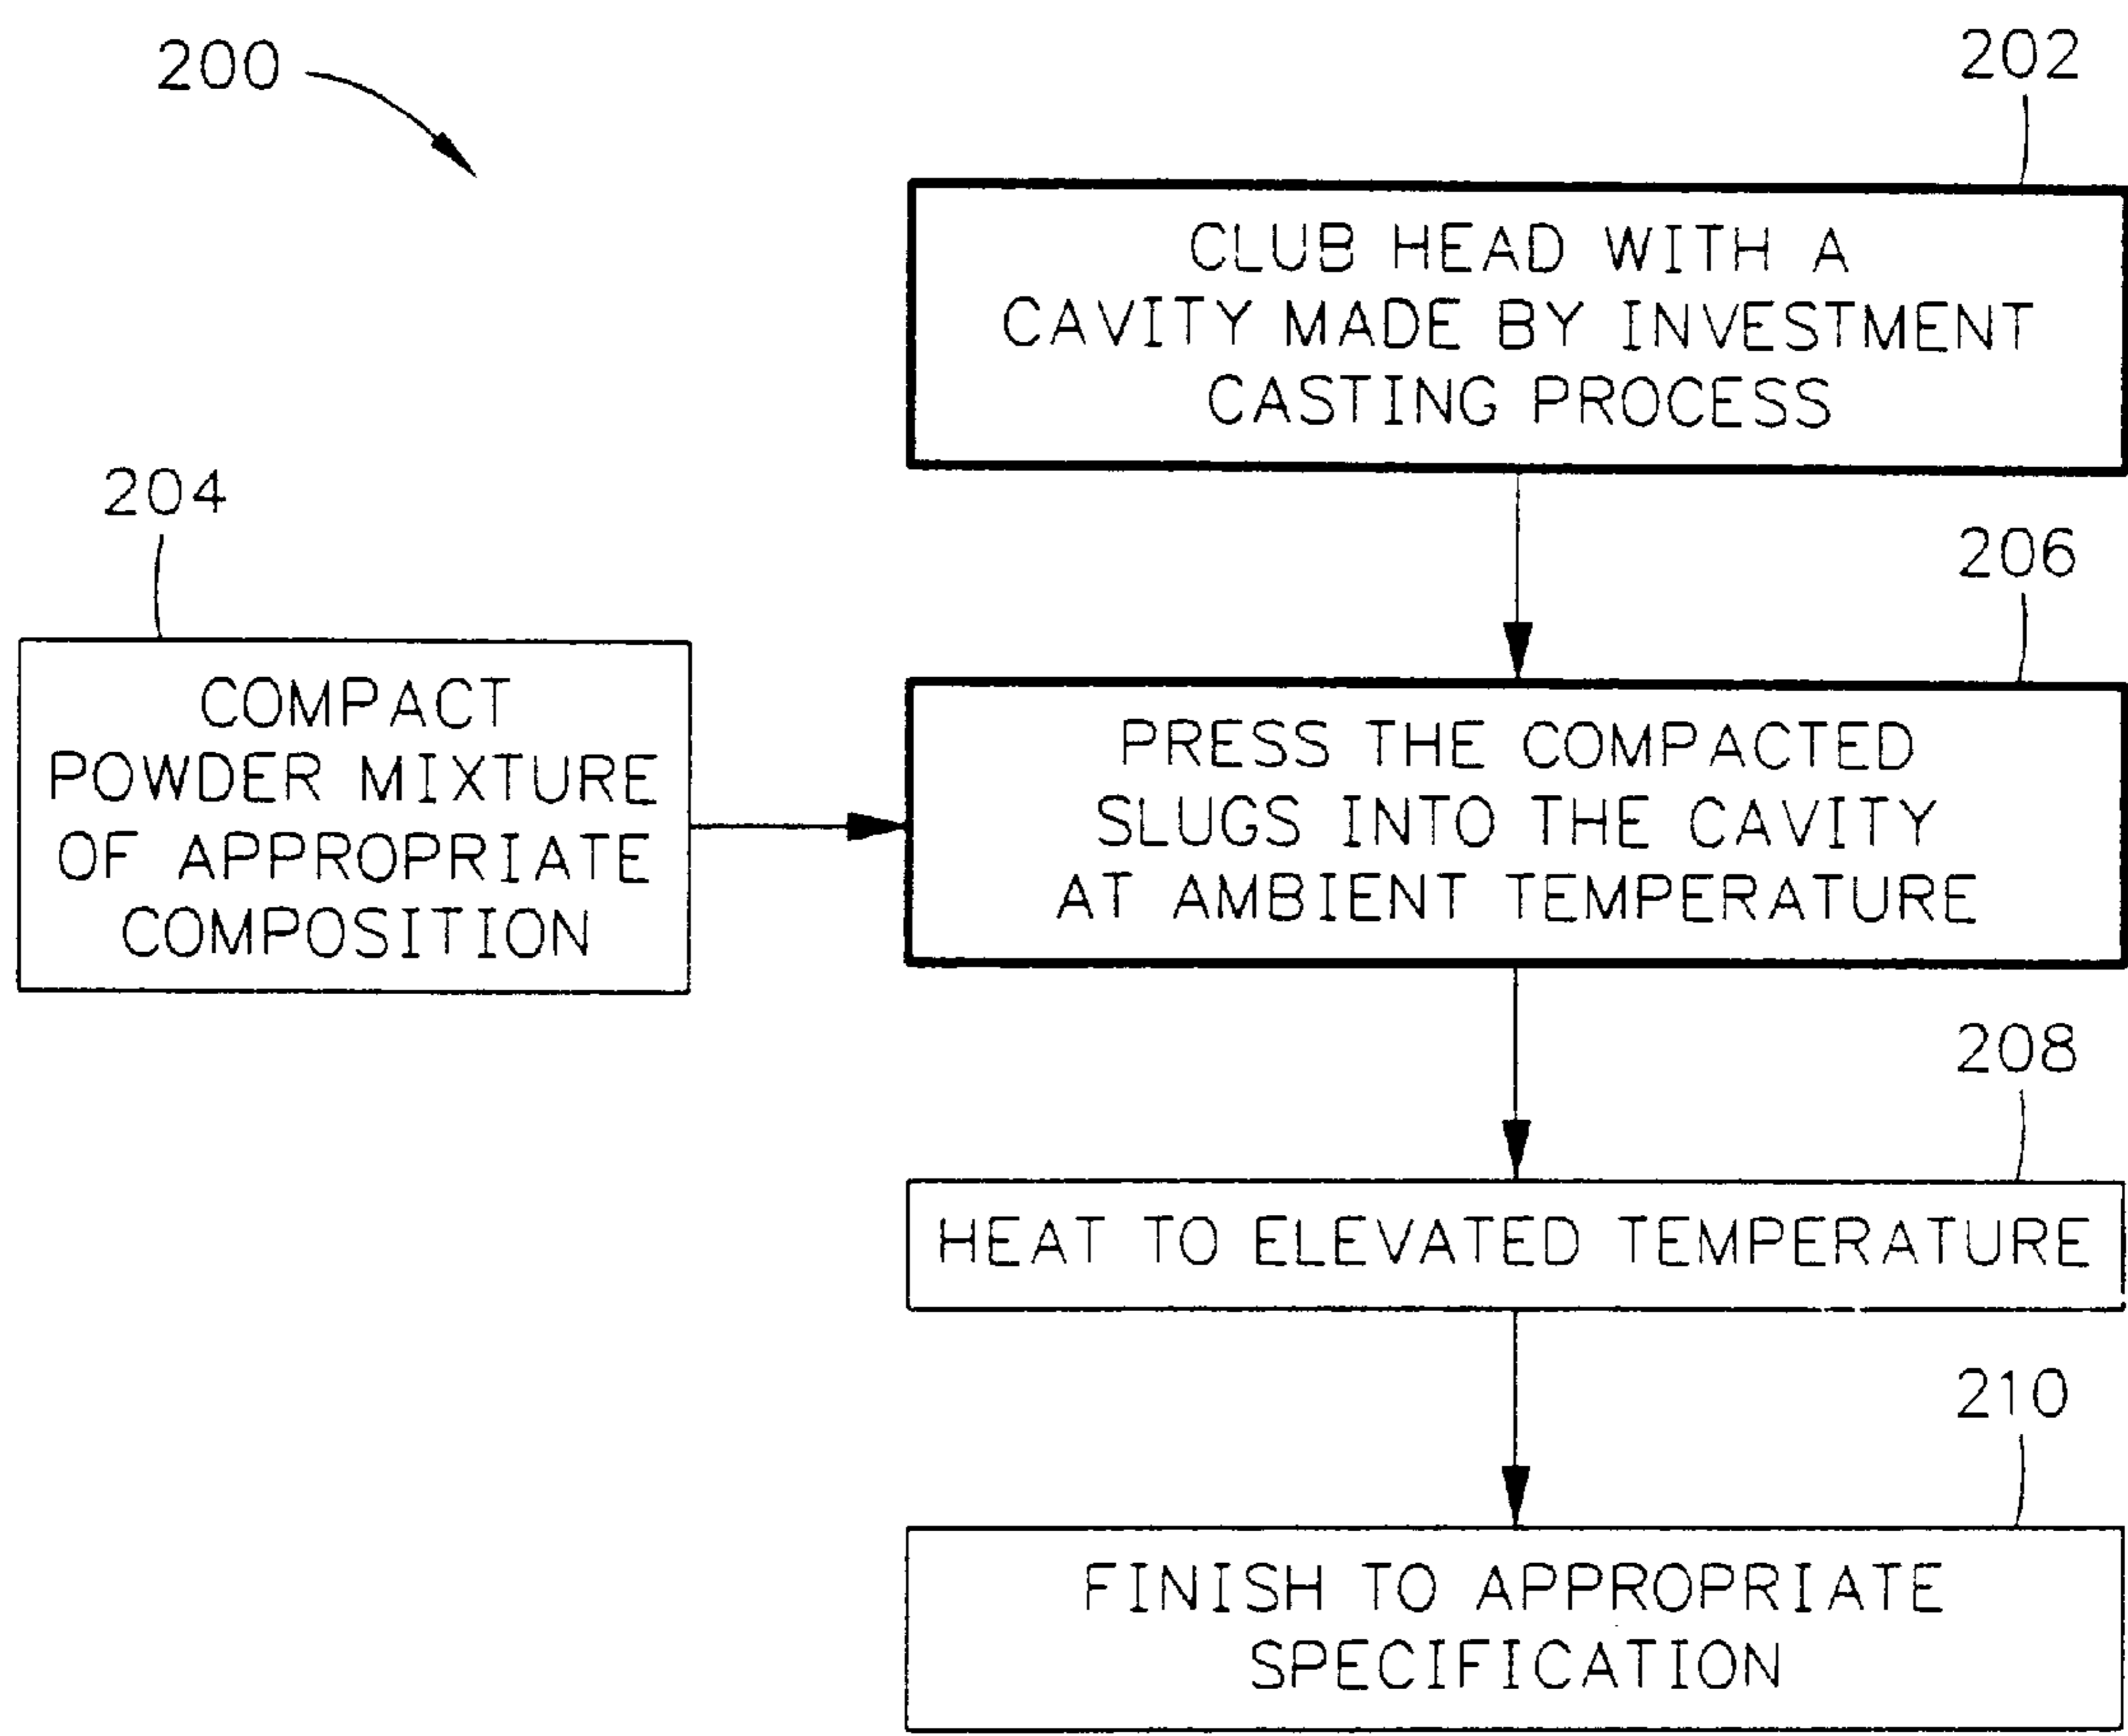 200
202
CLUB HEAD WITH A
CAVITY MADE BY INVESTMENT
CASTING PROCESS
204
COMPACT
POWDER MIXTURE
OF APPROPRIATE
COMPOSITION
206
PRESS THE COMPACTED
SLUGS INTO THE CAVITY
AT AMBIENT TEMPERATURE
208
HEAT TO ELEVATED TEMPERATURE
210
FINISH TO APPROPRIATE
SPECIFICATION